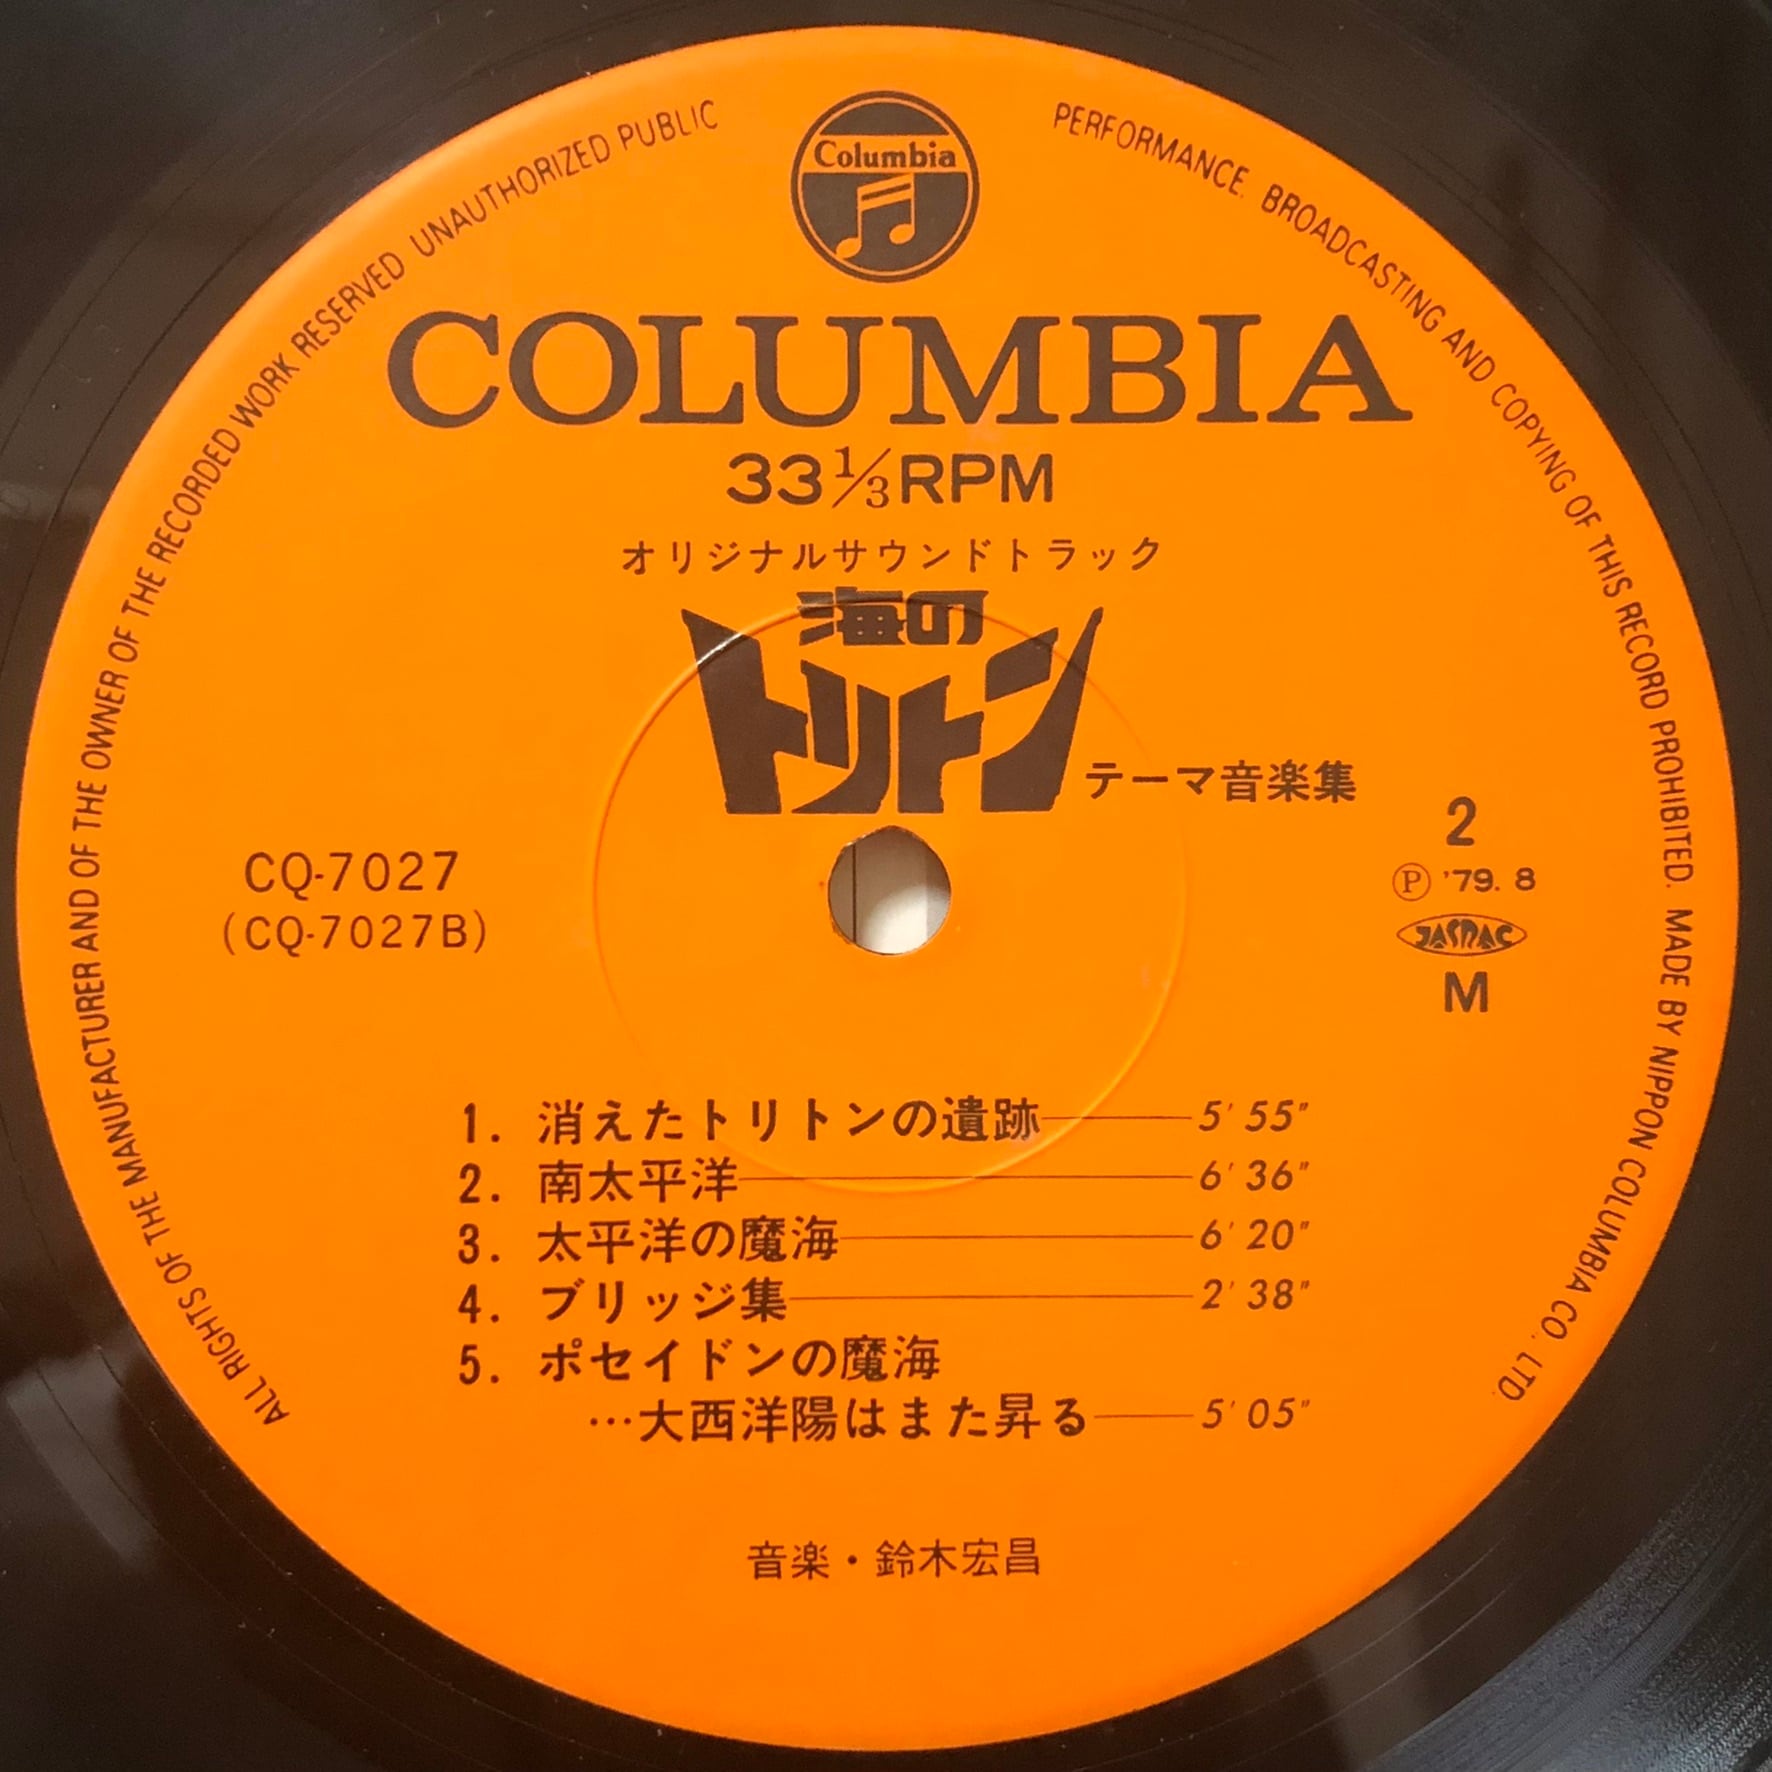 ALL RIGHTS OF THE MANUFACTURER AND OF THE OWNER OF THE RECORDED WORK RESERVED UNAUTHORIZED PUBLIC PERFORMANCE. BROADCASTING AND COPYING OF THIS RECORD PROHIBITED. MADE BY NIPPON COLUMBIA CO., LTD.
Columbia
COLUMBIA
33 1/3 RPM
オリジナルサウンドトラック
海の
トリトン
テーマ音楽集
2
CQ-7027
Ⓟ '79. 8
(CQ-7027B)
JASRAC
M
1. 消えたトリトンの遺跡 5′55″
2. 南太平洋 6′36″
3. 太平洋の魔海 6′20″
4. ブリッジ集 2′38″
5. ポセイドンの魔海
…大西洋陽はまた昇る 5′05″
音楽・鈴木宏昌